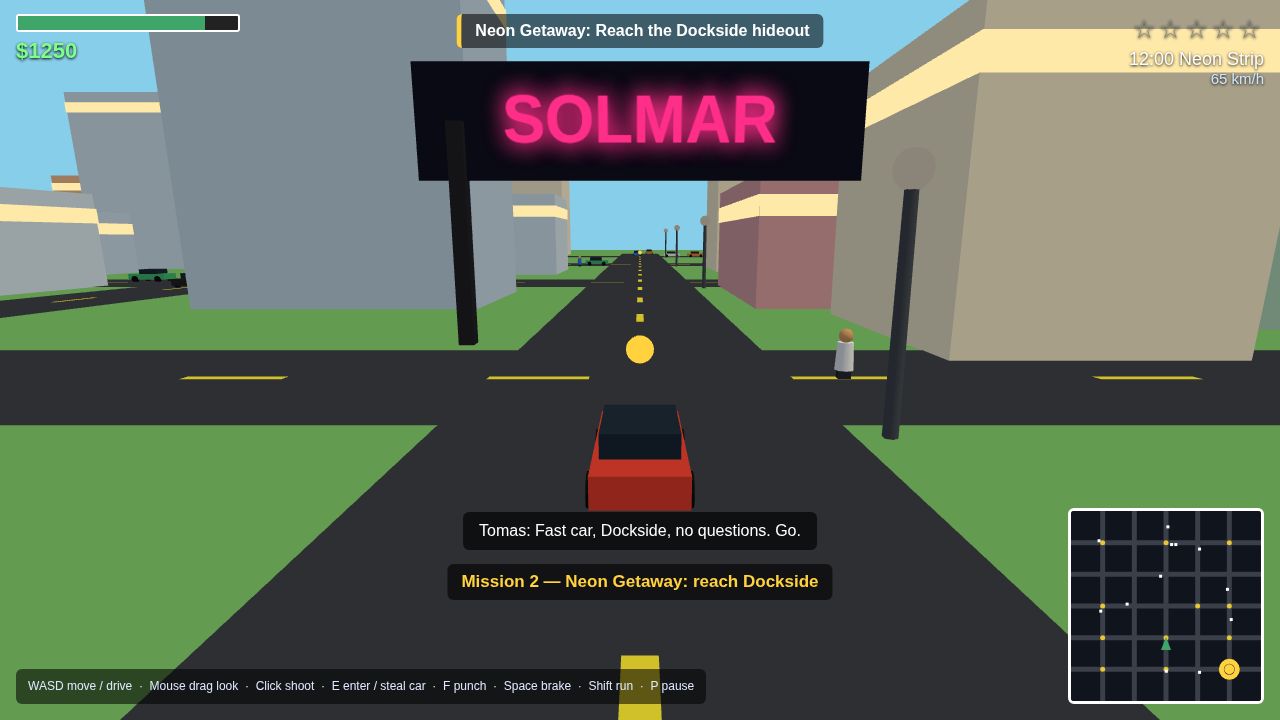 $1250
Neon Getaway: Reach the Dockside hideout
☆☆☆☆☆
12:00 Neon Strip
65 km/h
SOLMAR
Tomas: Fast car, Dockside, no questions. Go.
Mission 2 — Neon Getaway: reach Dockside
WASD move / drive · Mouse drag look · Click shoot · E enter / steal car · F punch · Space brake · Shift run · P pause